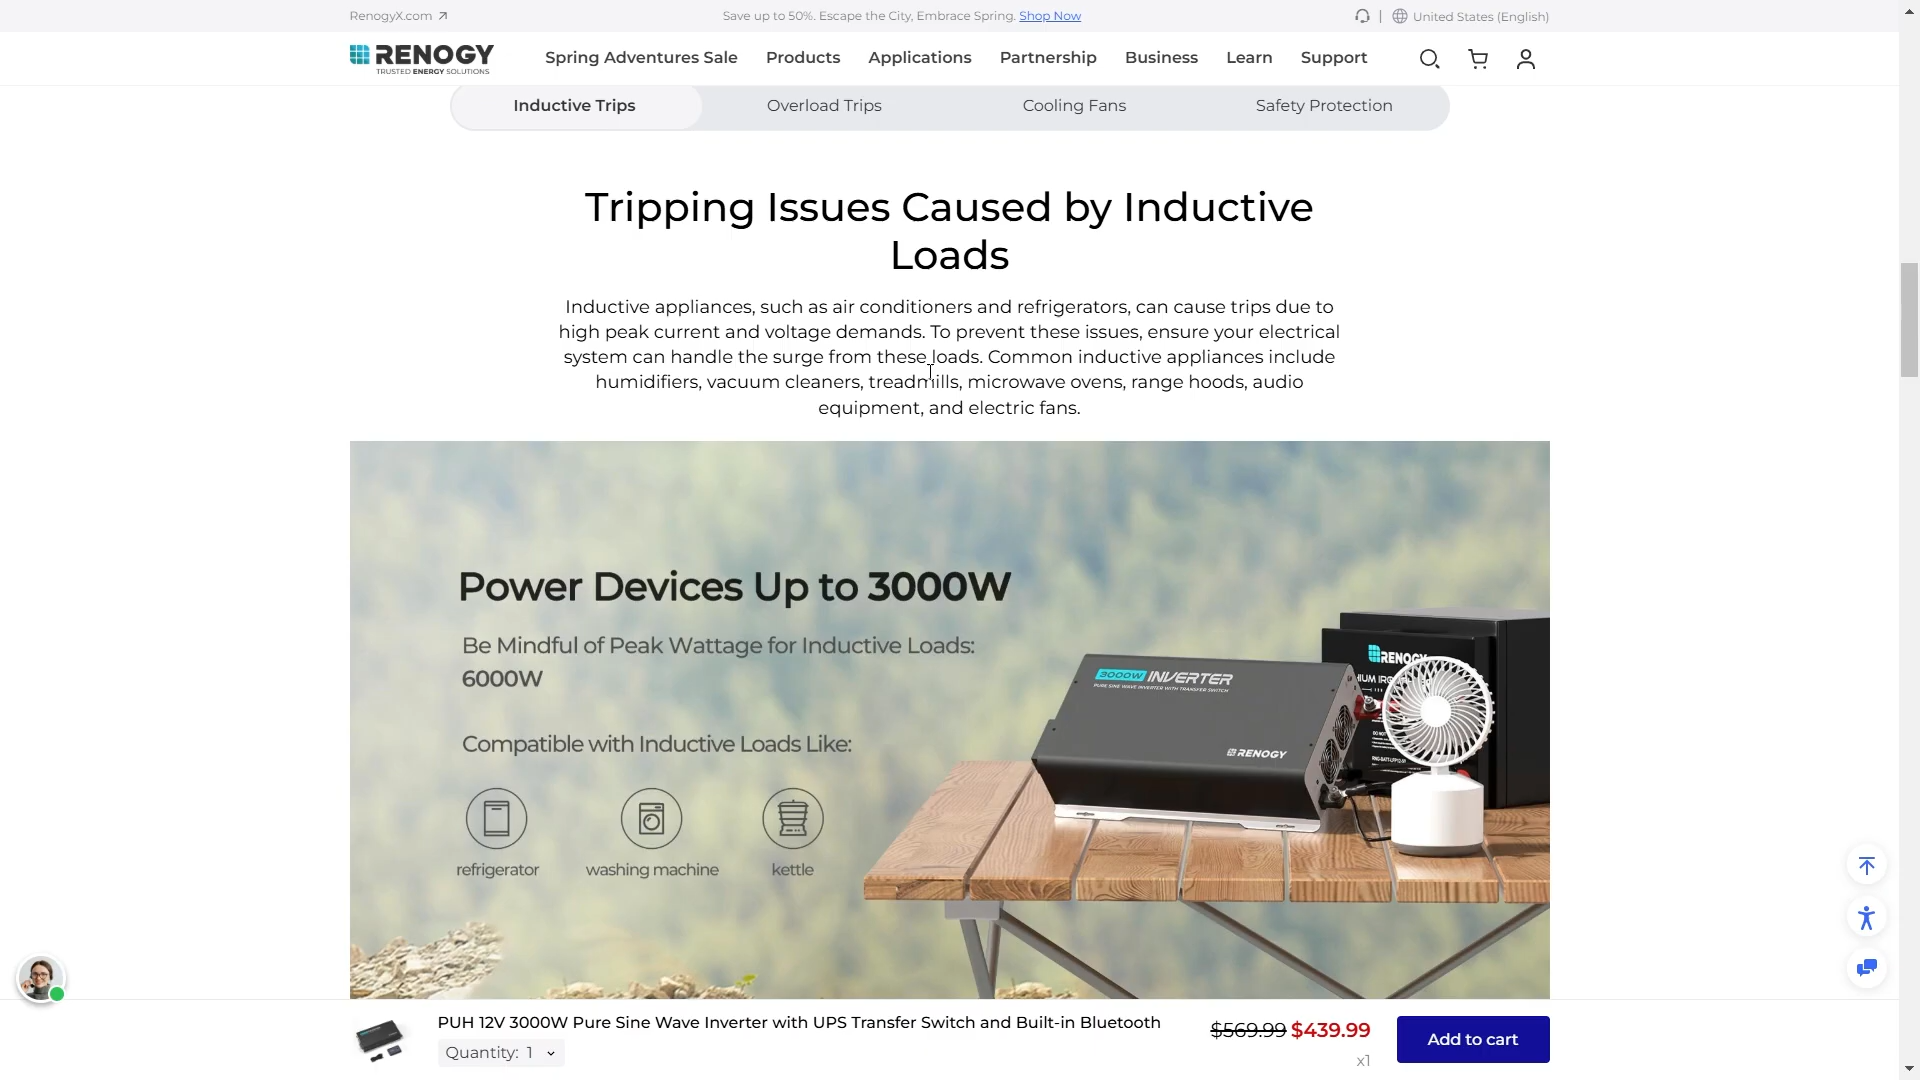 RenogyX.com
Save up to 50%. Escape the City, Embrace Spring. Shop Now
United States (English)
RENOGY
TRUSTED ENERGY SOLUTIONS
Spring Adventures Sale
Products
Applications
Partnership
Business
Learn
Support
Inductive Trips
Overload Trips
Cooling Fans
Safety Protection
Tripping Issues Caused by Inductive
Loads
Inductive appliances, such as air conditioners and refrigerators, can cause trips due to
high peak current and voltage demands. To prevent these issues, ensure your electrical
system can handle the surge from these loads. Common inductive appliances include
humidifiers, vacuum cleaners, treadmills, microwave ovens, range hoods, audio
equipment, and electric fans.
Power Devices Up to 3000W
Be Mindful of Peak Wattage for Inductive Loads:
6000W
Compatible with Inductive Loads Like:
refrigerator
washing machine
kettle
3000W INVERTER
PURE SINE WAVE INVERTER WITH TRANSFER SWITCH
RENOGY
RENOGY
PUH 12V 3000W Pure Sine Wave Inverter with UPS Transfer Switch and Built-in Bluetooth
Quantity: 1
$569.99 $439.99
x1
Add to cart